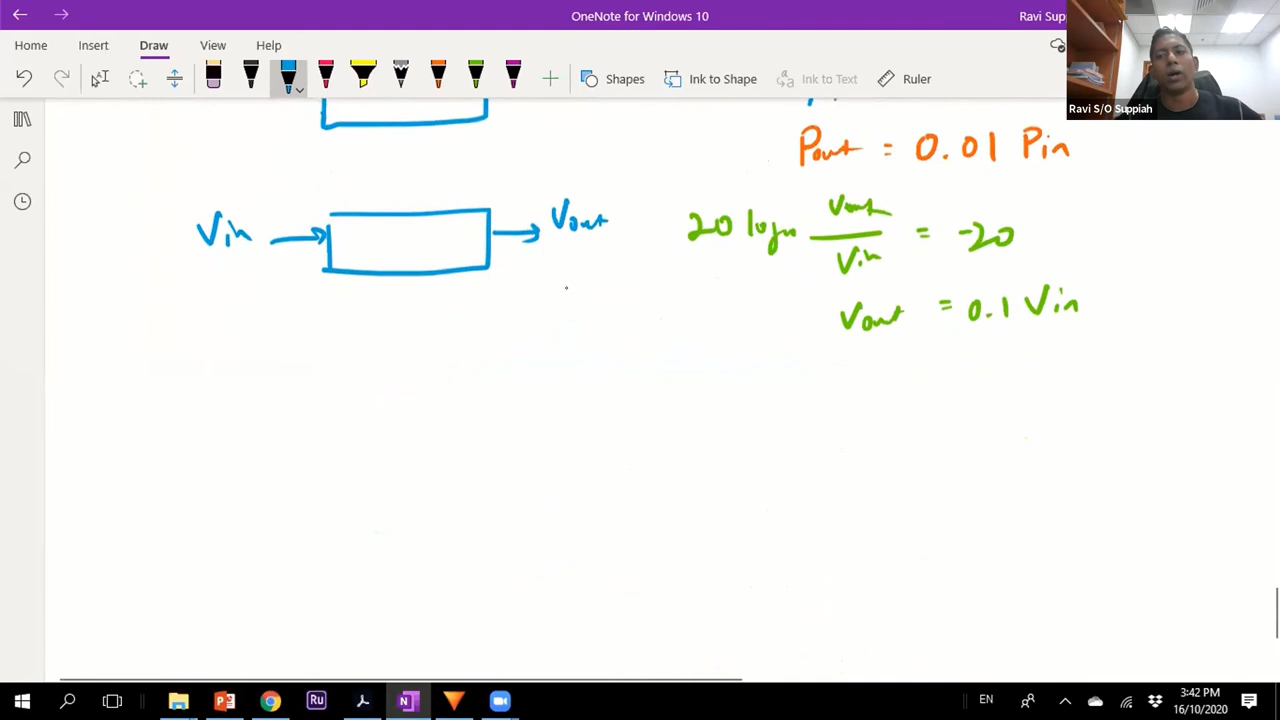 OneNote for Windows 10
Ravi Sup
Home
Insert
Draw
View
Help
Shapes
Ink to Shape
Ink to Text
Ruler
Ravi S/O Suppiah
Pout = 0.01 Pin
Vin
Vout
20 log10 Vout / Vin = -20
Vout = 0.1 Vin
Ru
N
EN
3:42 PM
16/10/2020